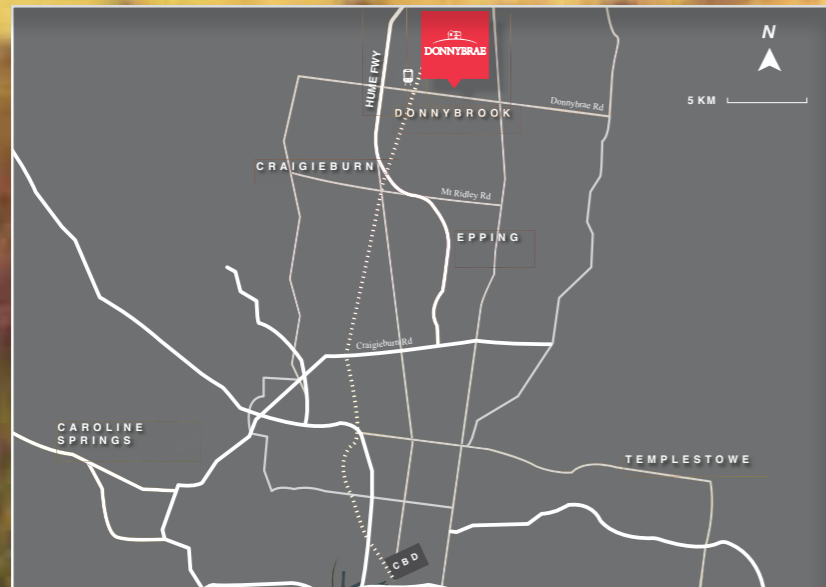 DONNYBRAE
N
HUME FWY
5 KM
Donnybrae Rd
DONNYBROOK
CRAIGIEBURN
Mt Ridley Rd
EPPING
Craigieburn Rd
CAROLINE
SPRINGS
TEMPLESTOWE
CBD